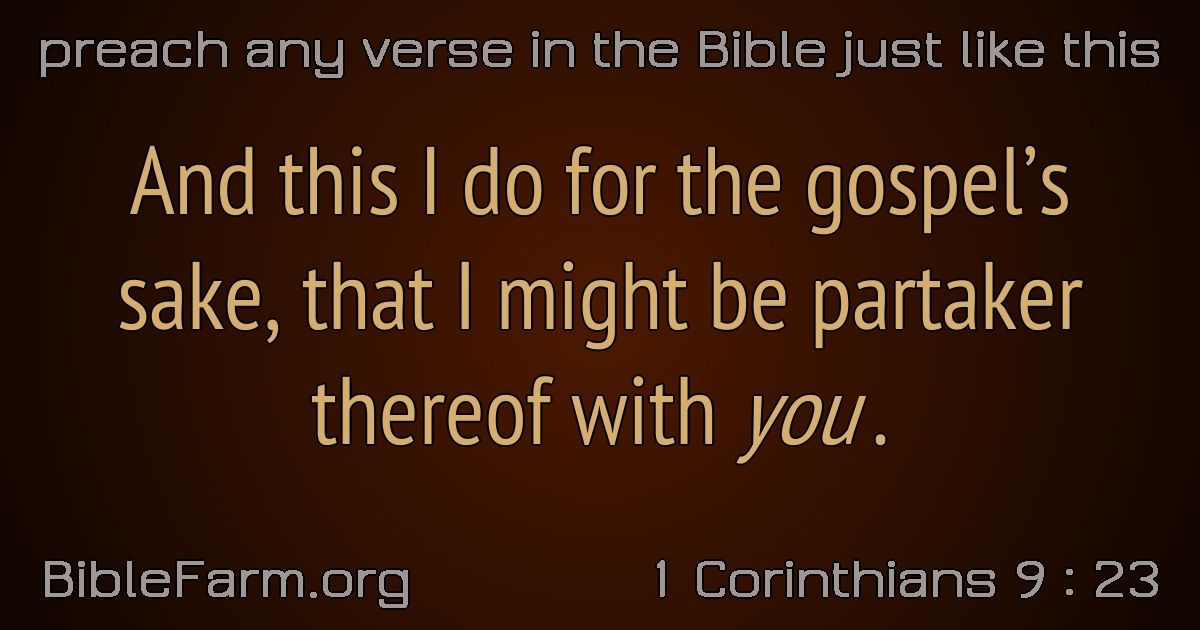 preach any verse in the Bible just like this
And this I do for the gospel’s
sake, that I might be partaker
thereof with you .
BibleFarm.org
1 Corinthians 9 : 23